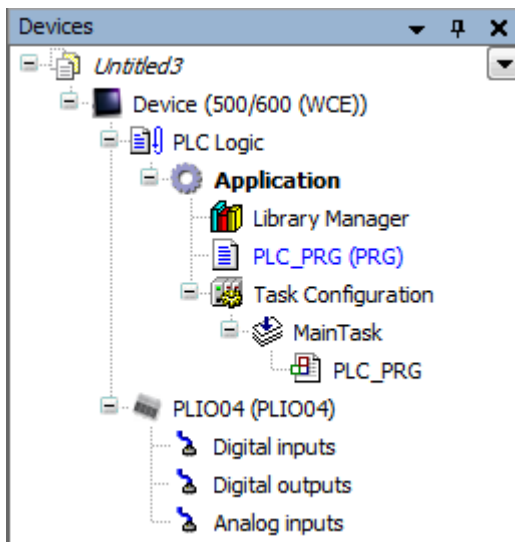 Devices
Untitled3
Device (500/600 (WCE))
PLC Logic
Application
Library Manager
PLC_PRG (PRG)
Task Configuration
MainTask
PLC_PRG
PLIO04 (PLIO04)
Digital inputs
Digital outputs
Analog inputs